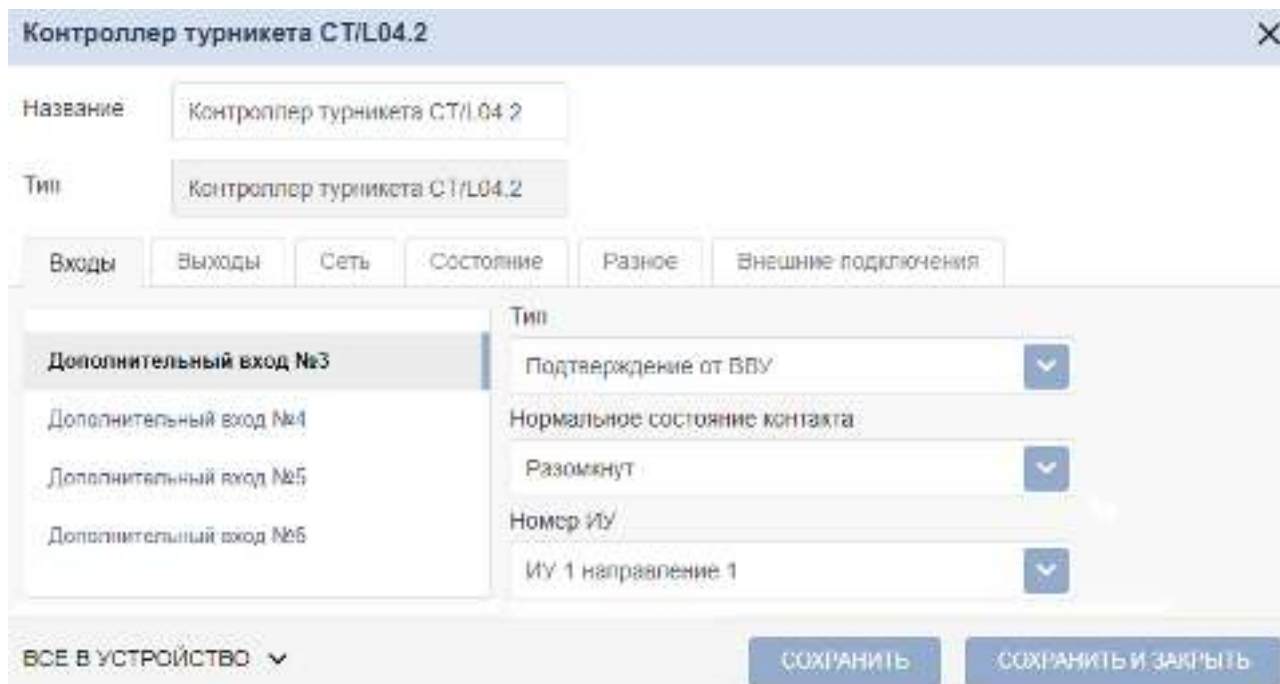 Контроллер турникета CT/L04.2
Название
Контроллер турникета CT/L04.2
Тип
Контроллер турникета CT/L04.2
Входы Выходы Сеть Состояние Разное Внешние подключения
Дополнительный вход №3
Дополнительный вход №4
Дополнительный вход №5
Дополнительный вход №6
Тип
Подтверждение от ВВУ
Нормальное состояние контакта
Разомкнут
Номер ИУ
ИУ 1 направление 1
ВСЕ В УСТРОЙСТВО
СОХРАНИТЬ
СОХРАНИТЬ И ЗАКРЫТЬ